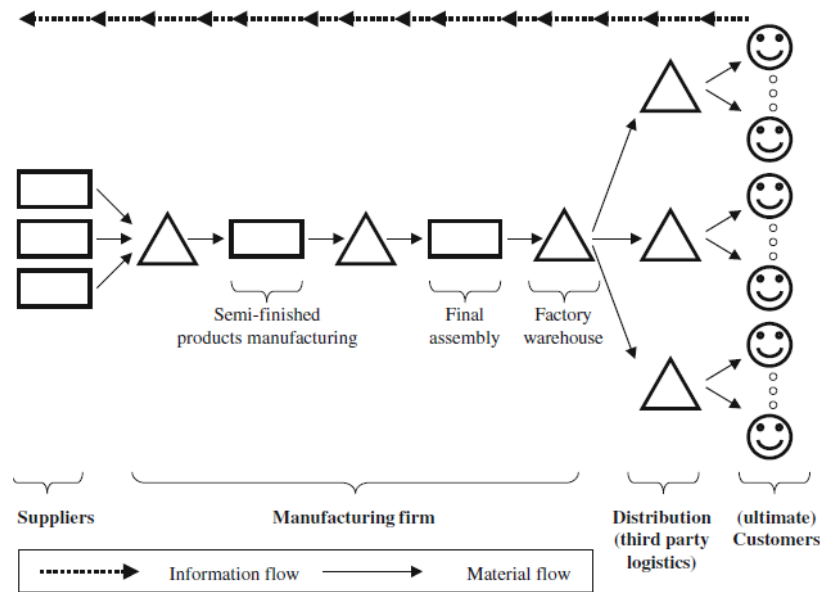 Semi-finished
products manufacturing
Final
assembly
Factory
warehouse
Suppliers
Manufacturing firm
Distribution
(third party
logistics)
(ultimate)
Customers
Information flow
Material flow